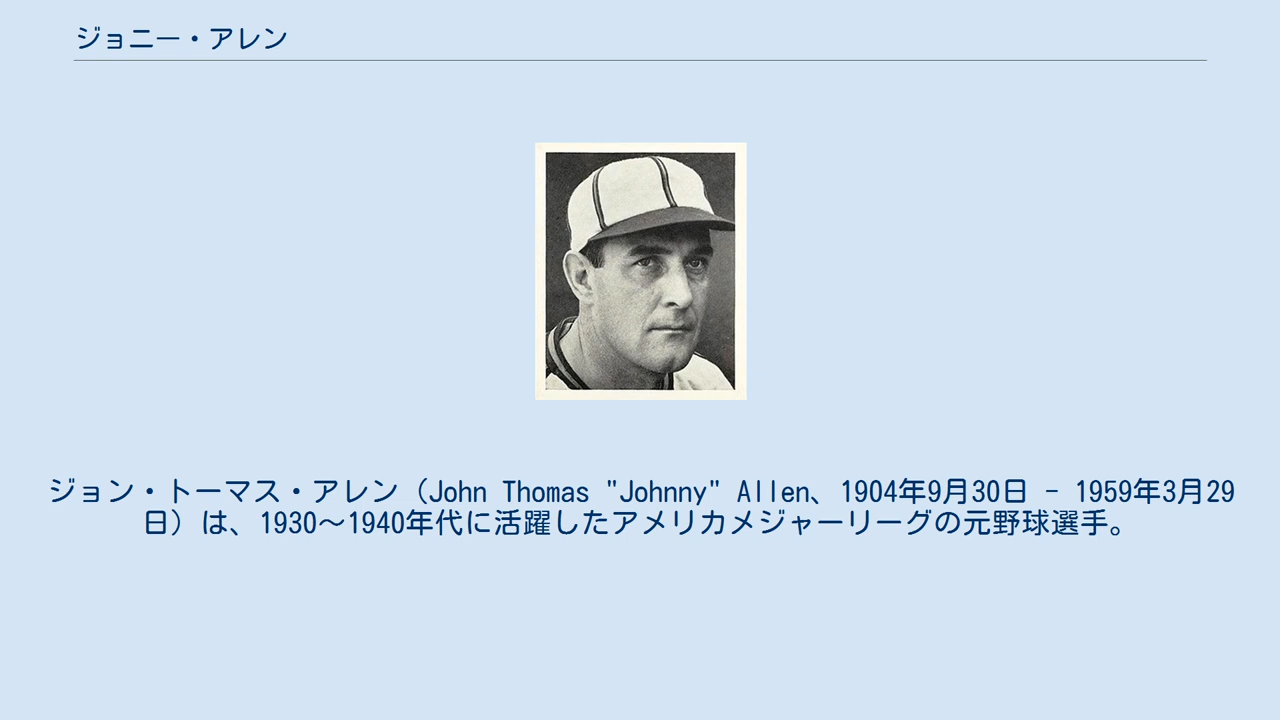 ジョニー・アレン
ジョン・トーマス・アレン（John Thomas "Johnny" Allen、1904年9月30日 - 1959年3月29
日）は、1930～1940年代に活躍したアメリカメジャーリーグの元野球選手。